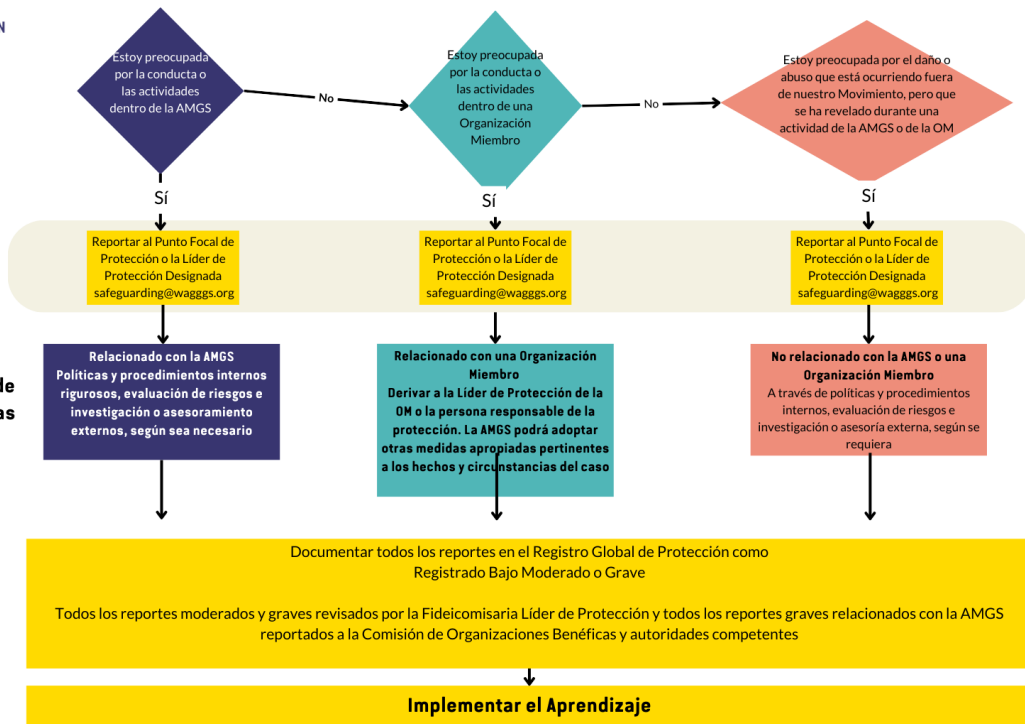 N
Estoy preocupada
por la conducta o
las actividades
dentro de la AMGS
No
Estoy preocupada
por la conducta o
las actividades
dentro de una
Organización
Miembro
No
Estoy preocupada por el daño o
abuso que está ocurriendo fuera
de nuestro Movimiento, pero que
se ha revelado durante una
actividad de la AMGS o de la OM
Sí
Sí
Sí
Reportar al Punto Focal de
Protección o la Líder de
Protección Designada
safeguarding@wagggs.org
Reportar al Punto Focal de
Protección o la Líder de
Protección Designada
safeguarding@wagggs.org
Reportar al Punto Focal de
Protección o la Líder de
Protección Designada
safeguarding@wagggs.org
de
as
Relacionado con la AMGS
Políticas y procedimientos internos
rigurosos, evaluación de riesgos e
investigación o asesoramiento
externos, según sea necesario
Relacionado con una Organización
Miembro
Derivar a la Líder de Protección de la
OM o la persona responsable de la
protección. La AMGS podrá adoptar
otras medidas apropiadas pertinentes
a los hechos y circunstancias del caso
No relacionado con la AMGS o una
Organización Miembro
A través de políticas y procedimientos
internos, evaluación de riesgos e
investigación o asesoría externa, según se
requiera
Documentar todos los reportes en el Registro Global de Protección como
Registrado Bajo Moderado o Grave
Todos los reportes moderados y graves revisados por la Fideicomisaria Líder de Protección y todos los reportes graves relacionados con la AMGS
reportados a la Comisión de Organizaciones Benéficas y autoridades competentes
Implementar el Aprendizaje